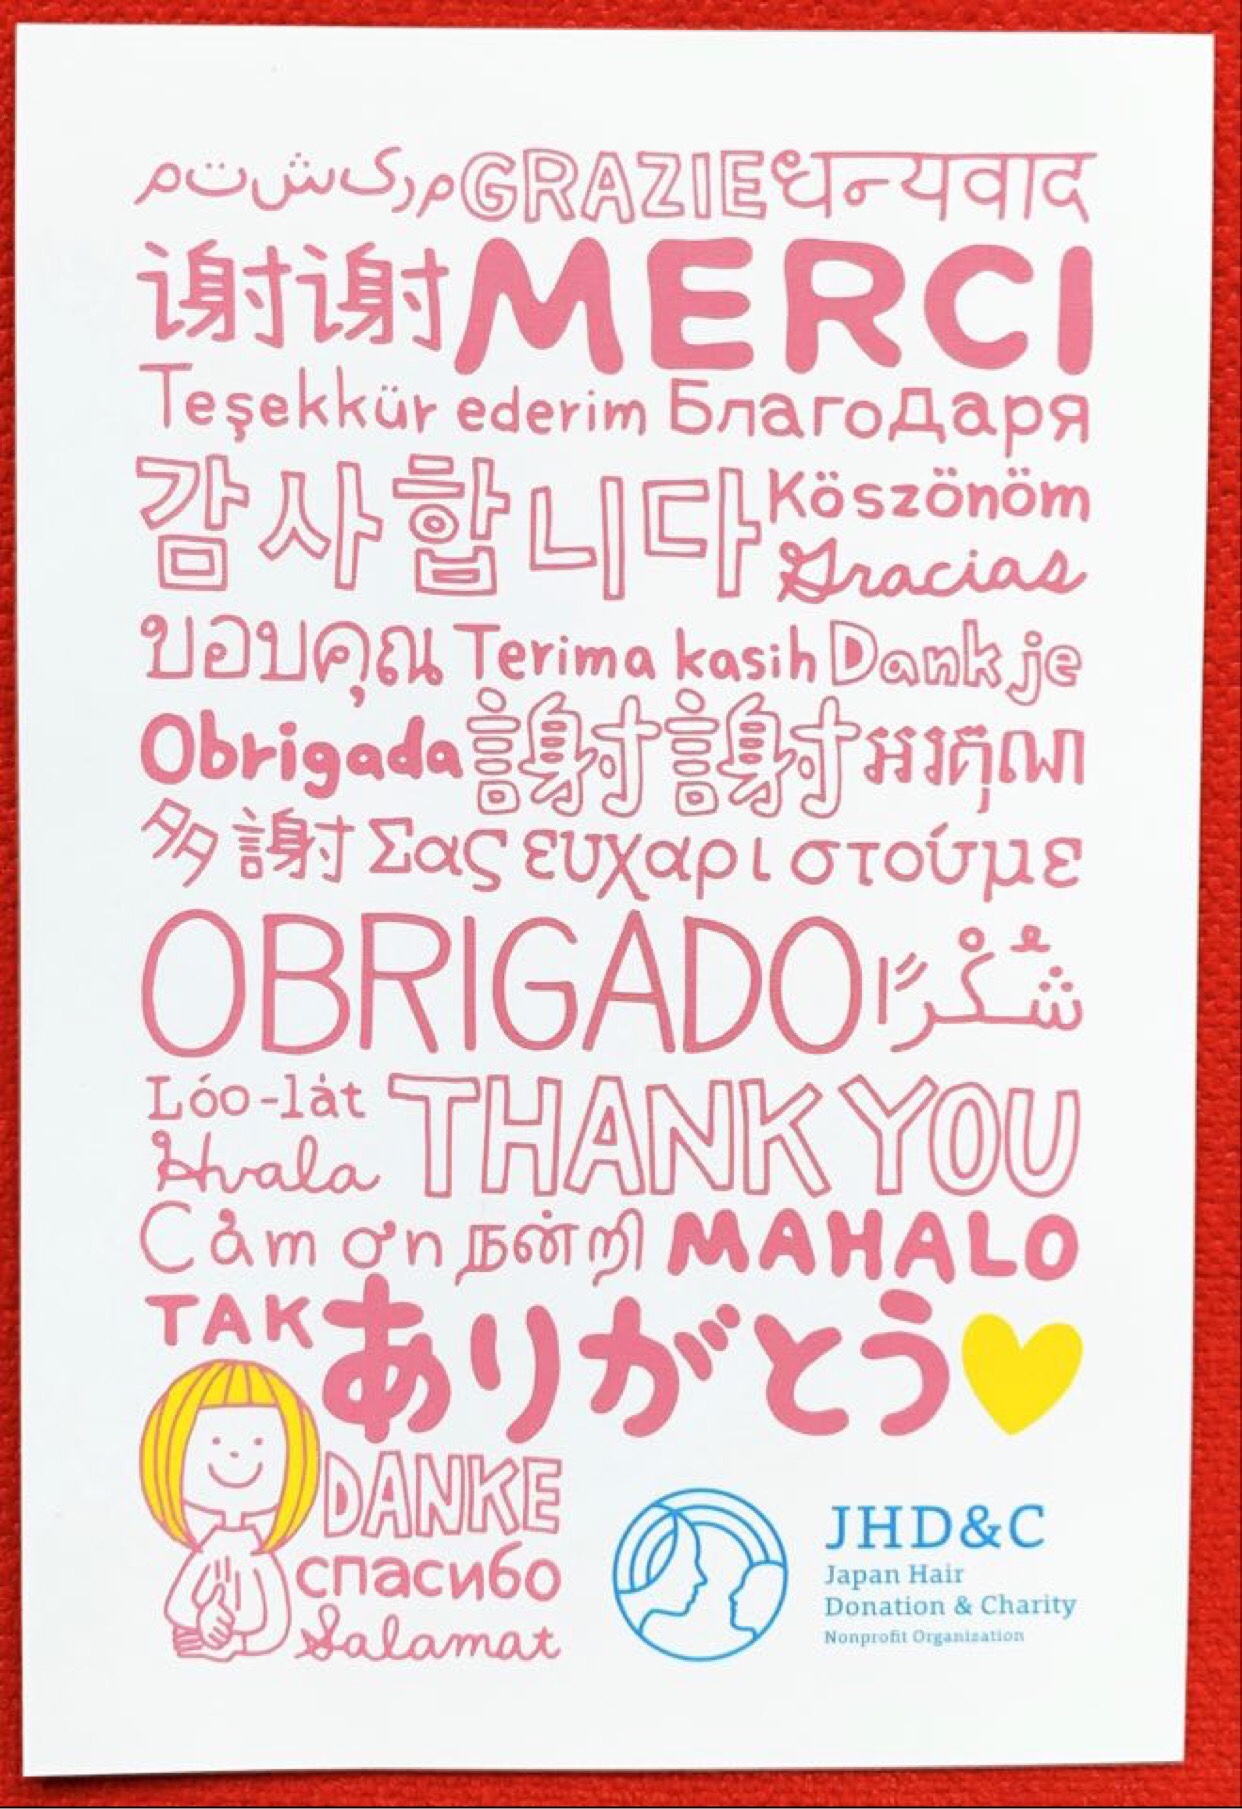 مرکشتم GRAZIE धन्यवाद
谢谢 MERCI
Teşekkür ederim БлагоДаря
감사합니다 Köszönöm
Gracias
ขอบคุณ Terima kasih Dank je
Obrigada 謝謝 អរគុណ
多謝 Σας ευχαριστούμε
OBRIGADO شُكْرًا
Lóo-la̍t THANK YOU
Hvala
Cảm ơn நன்றி MAHALO
TAK ありがとう
DANKE
спасибо
Salamat
JHD&C
Japan Hair
Donation & Charity
Nonprofit Organization